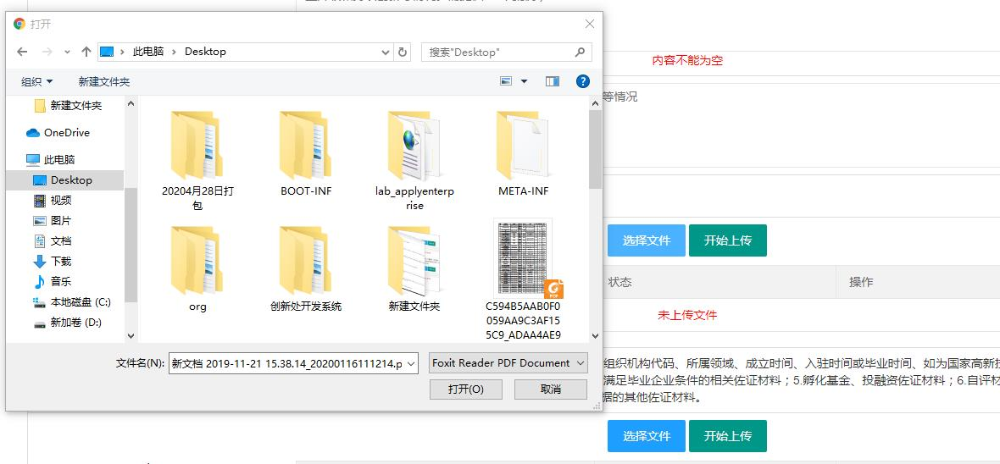 打开
此电脑 Desktop
搜索"Desktop"
组织
新建文件夹
新建文件夹
OneDrive
此电脑
Desktop
视频
图片
文档
下载
音乐
本地磁盘 (C:)
新加卷 (D:)
20204月28日打
包
BOOT-INF
lab_applyenterp
rise
META-INF
org
创新处开发系统
新建文件夹
C594B5AAB0F0
059AA9C3AF15
5C9_ADAA4AE9
文件名(N):
新文档 2019-11-21 15.38.14_20200116111214.p
Foxit Reader PDF Document
打开(O)
取消
内容不能为空
等情况
选择文件
开始上传
状态
操作
未上传文件
组织机构代码、所属领域、成立时间、入驻时间或毕业时间、如为国家高新技
满足毕业企业条件的相关佐证材料；5.孵化基金、投融资佐证材料；6.自评材
据的其他佐证材料。
选择文件
开始上传